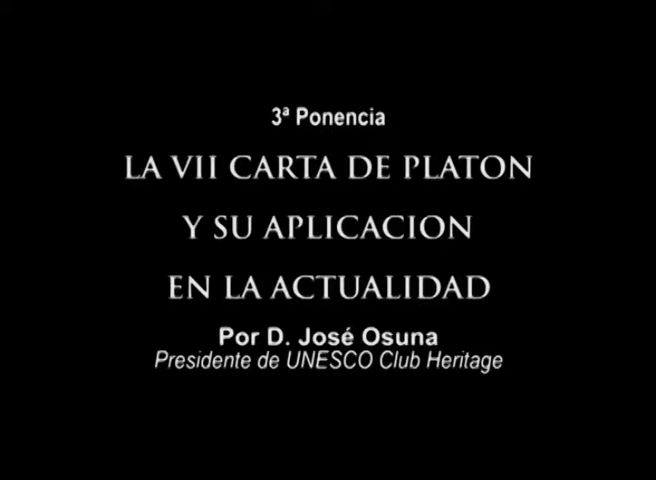 3ª Ponencia
LA VII CARTA DE PLATON
Y SU APLICACION
EN LA ACTUALIDAD
Por D. José Osuna
Presidente de UNESCO Club Heritage